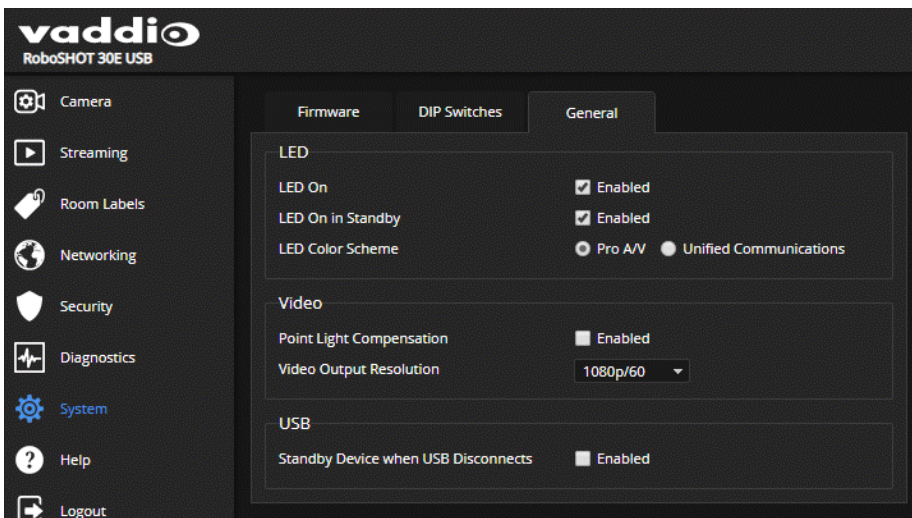 vaddio
RoboSHOT 30E USB
Camera
Streaming
Room Labels
Networking
Security
Diagnostics
System
Help
Logout
Firmware DIP Switches General
LED
LED On Enabled
LED On in Standby Enabled
LED Color Scheme Pro A/V Unified Communications
Video
Point Light Compensation Enabled
Video Output Resolution 1080p/60
USB
Standby Device when USB Disconnects Enabled